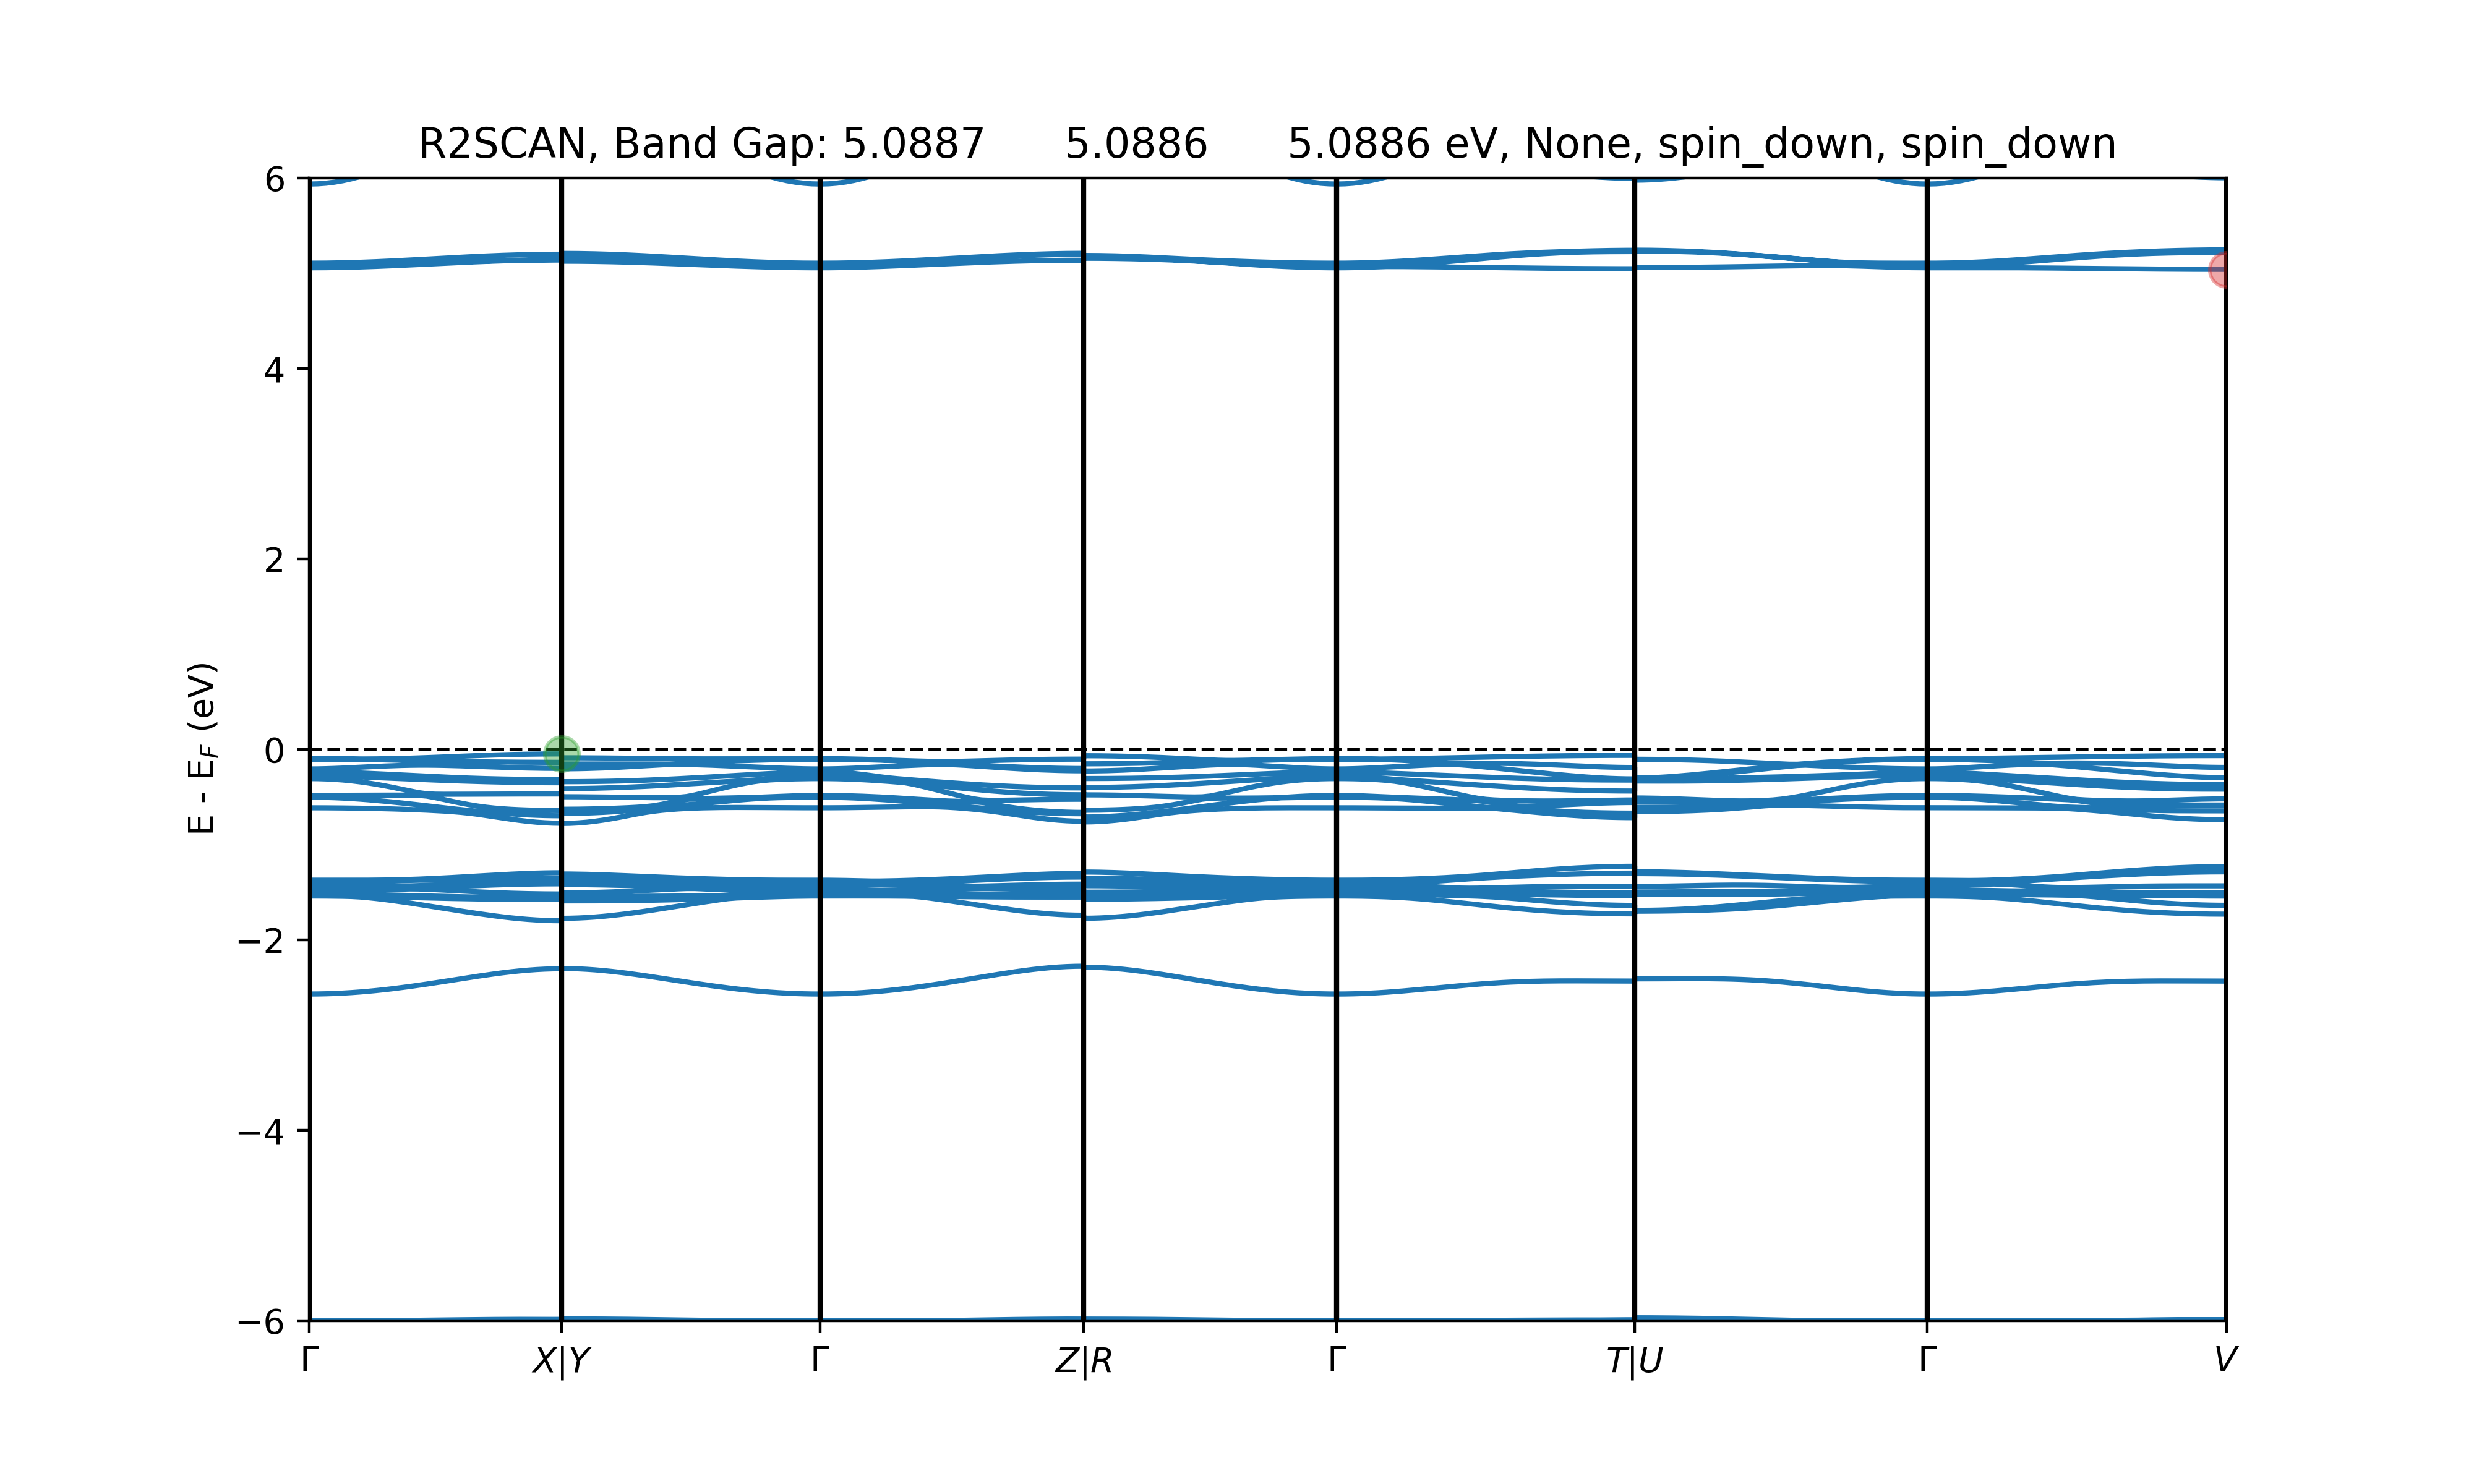 R2SCAN, Band Gap: 5.0887 5.0886 5.0886 eV, None, spin_down, spin_down
6
4
2
0
−2
−4
−6
E - E_F (eV)
Γ X|Y Γ Z|R Γ T|U Γ V